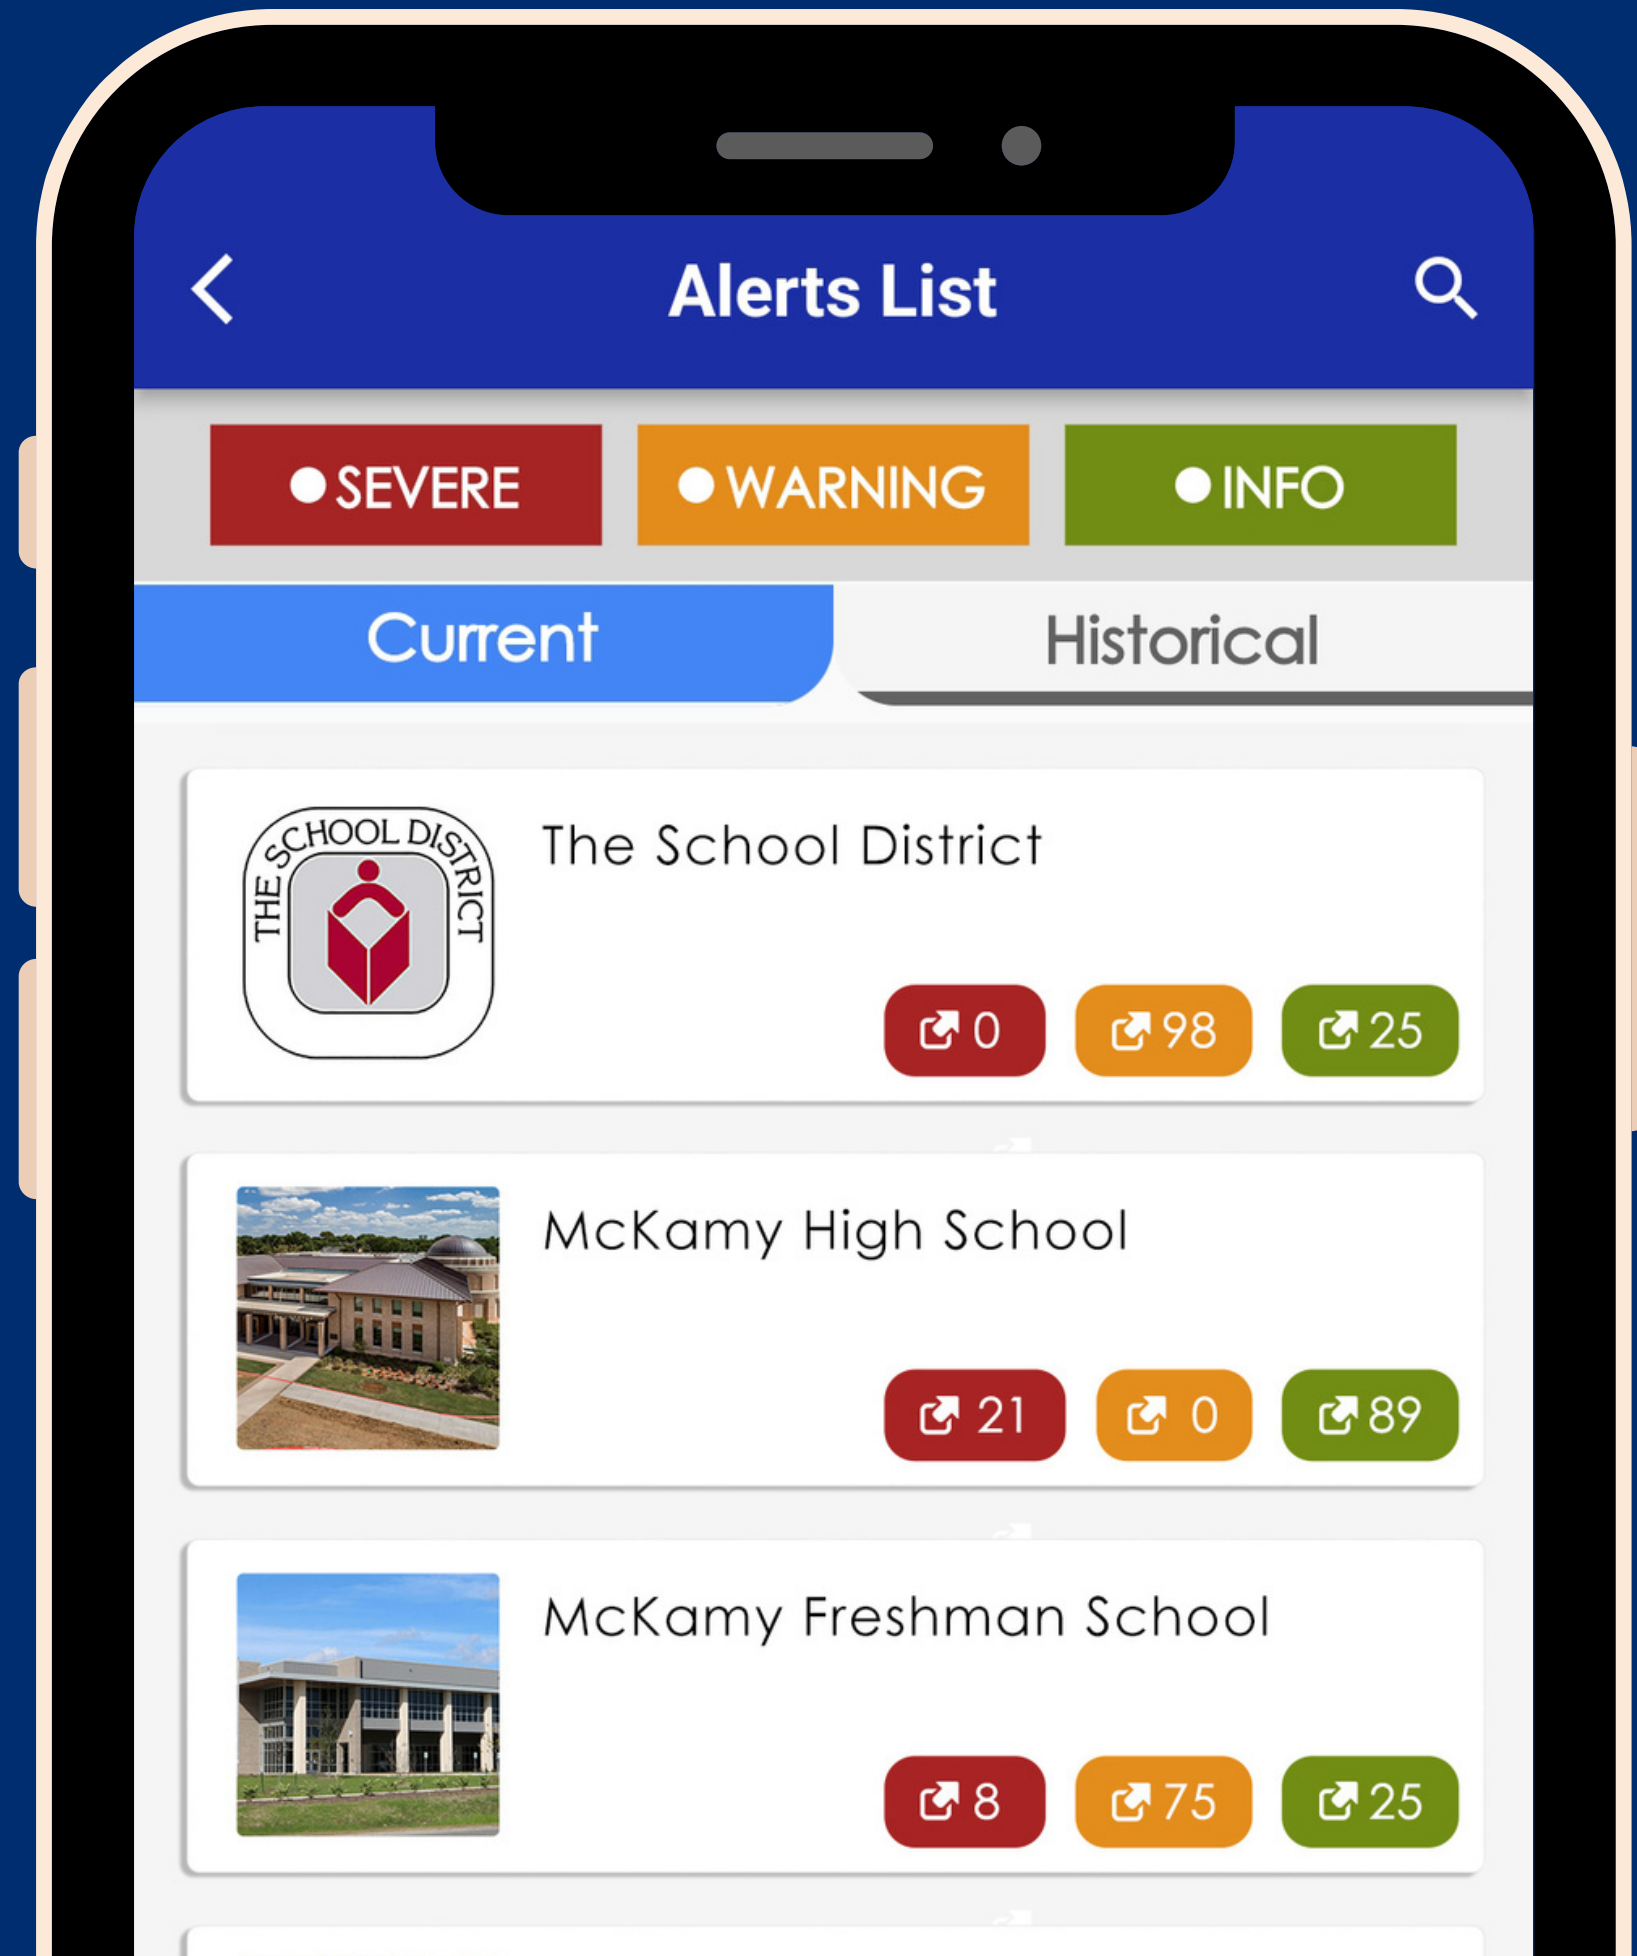 Alerts List
SEVERE
WARNING
INFO
Current
Historical
THE SCHOOL DISTRICT
The School District
0
98
25
McKamy High School
21
0
89
McKamy Freshman School
8
75
25